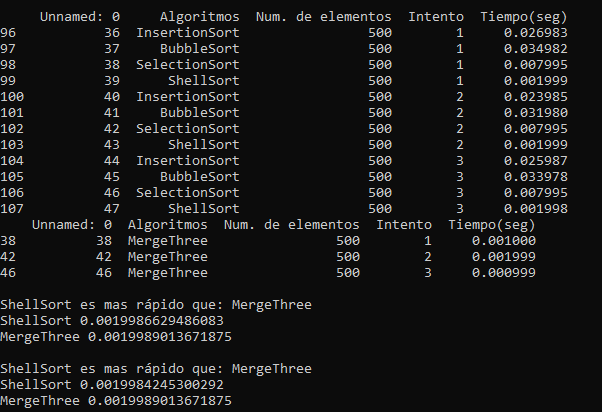 Unnamed: 0 Algoritmos Num. de elementos Intento Tiempo(seg)
96 36 InsertionSort 500 1 0.026983
97 37 BubbleSort 500 1 0.034982
98 38 SelectionSort 500 1 0.007995
99 39 ShellSort 500 1 0.001999
100 40 InsertionSort 500 2 0.023985
101 41 BubbleSort 500 2 0.031980
102 42 SelectionSort 500 2 0.007995
103 43 ShellSort 500 2 0.001999
104 44 InsertionSort 500 3 0.025987
105 45 BubbleSort 500 3 0.033978
106 46 SelectionSort 500 3 0.007995
107 47 ShellSort 500 3 0.001998
Unnamed: 0 Algoritmos Num. de elementos Intento Tiempo(seg)
38 38 MergeThree 500 1 0.001000
42 42 MergeThree 500 2 0.001999
46 46 MergeThree 500 3 0.000999
ShellSort es mas rápido que: MergeThree
ShellSort 0.0019986629486083
MergeThree 0.0019989013671875
ShellSort es mas rápido que: MergeThree
ShellSort 0.0019984245300292
MergeThree 0.0019989013671875